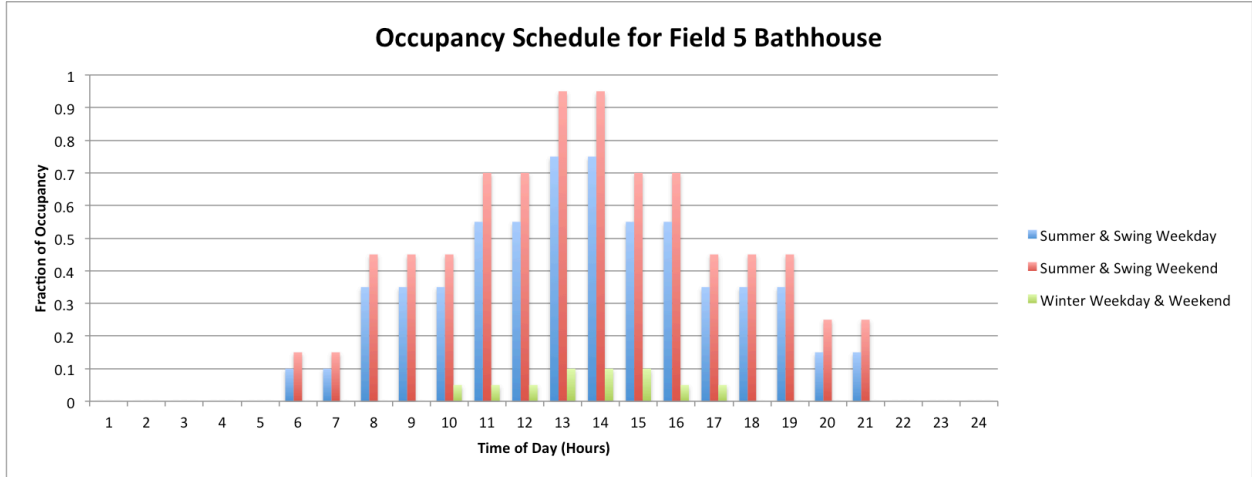 Occupancy Schedule for Field 5 Bathhouse
1
0.9
0.8
0.7
0.6
0.5
0.4
0.3
0.2
0.1
0
Fraction of Occupancy
1 2 3 4 5 6 7 8 9 10 11 12 13 14 15 16 17 18 19 20 21 22 23 24
Time of Day (Hours)
Summer & Swing Weekday
Summer & Swing Weekend
Winter Weekday & Weekend